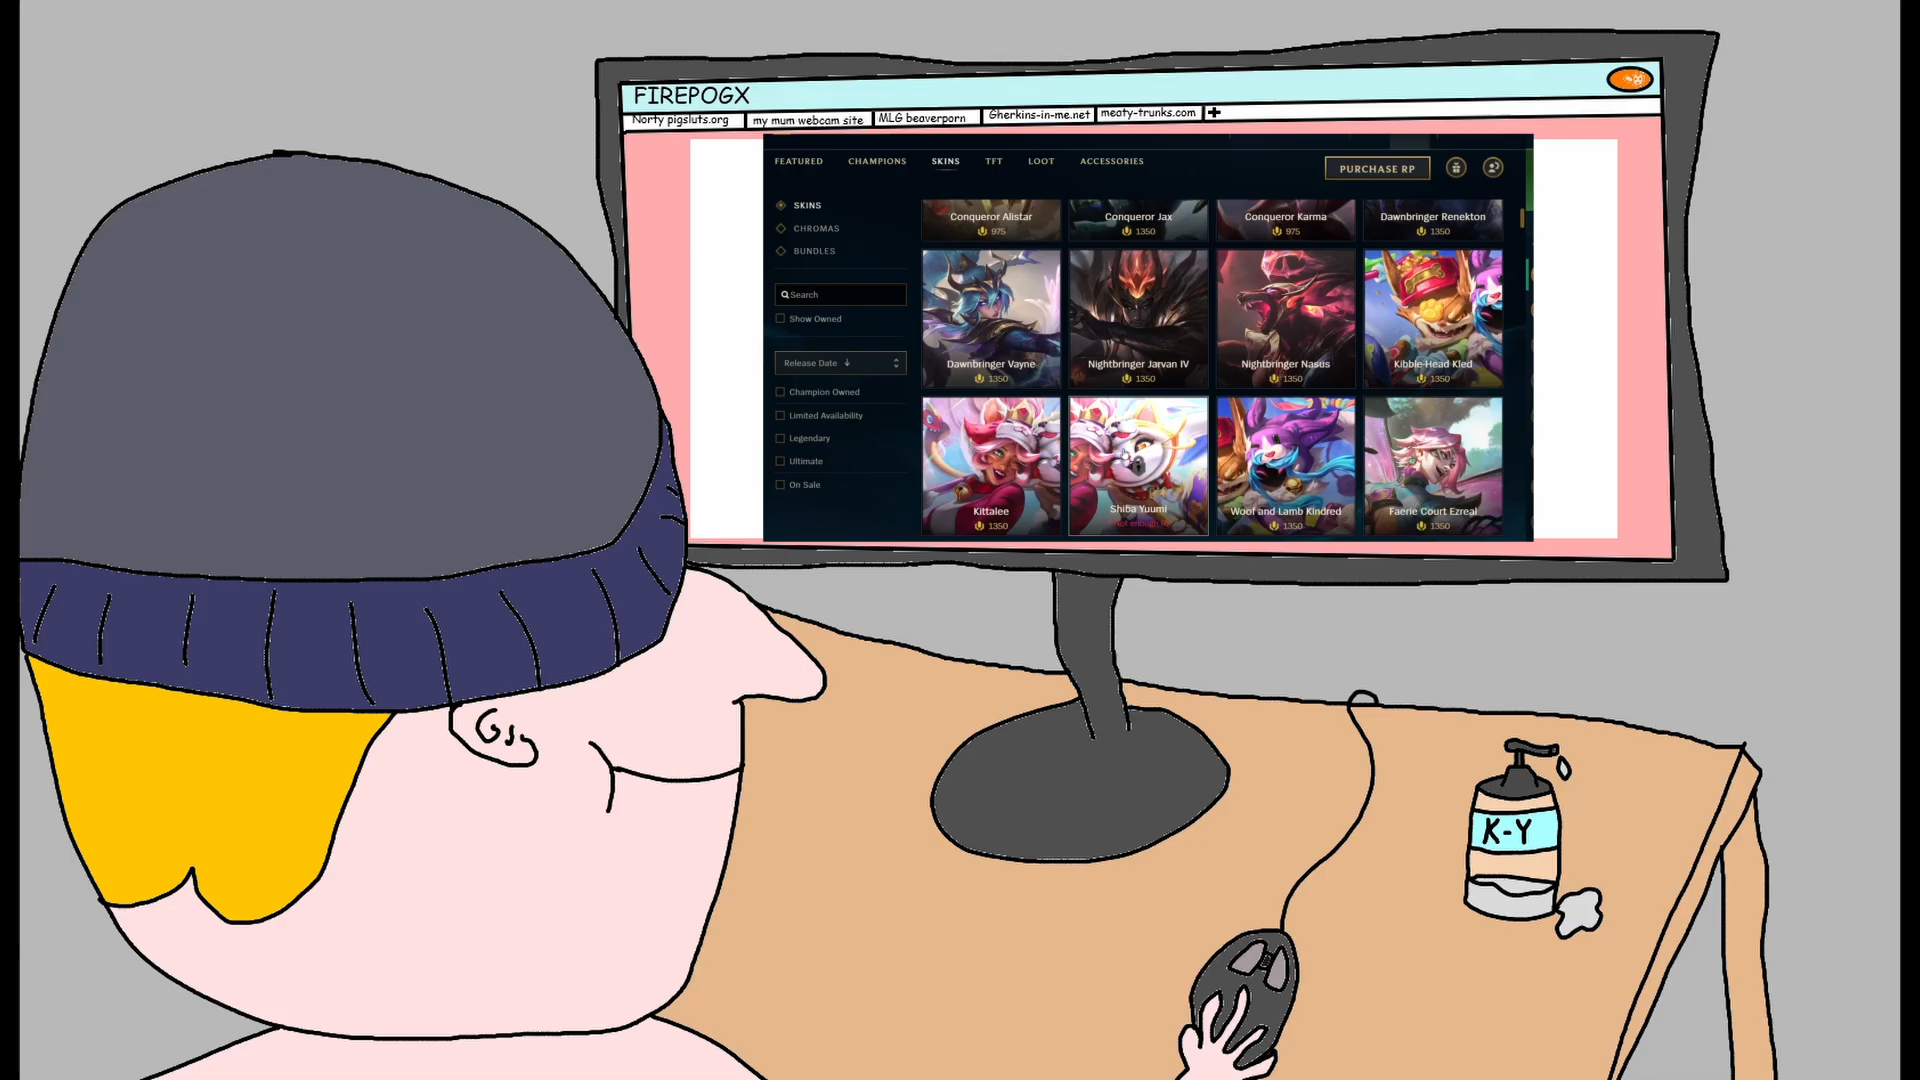 FIREPOGX
Norty pigsluts.org
my mum webcam site
MLG beaverporn
Gherkins-in-me.net
meaty-trunks.com
+
FEATURED CHAMPIONS SKINS TFT LOOT ACCESSORIES
PURCHASE RP
SKINS
CHROMAS
BUNDLES
Search
Show Owned
Release Date
Champion Owned
Limited Availability
Legendary
Ultimate
On Sale
Conqueror Alistar
975
Conqueror Jax
1350
Conqueror Karma
975
Dawnbringer Renekton
1350
Dawnbringer Vayne
1350
Nightbringer Jarvan IV
1350
Nightbringer Nasus
1350
Kibble-Head Kled
1350
Kittalee
1350
Shiba Yuumi
Not enough RP
Woof and Lamb Kindred
1350
Faerie Court Ezreal
1350
K-Y